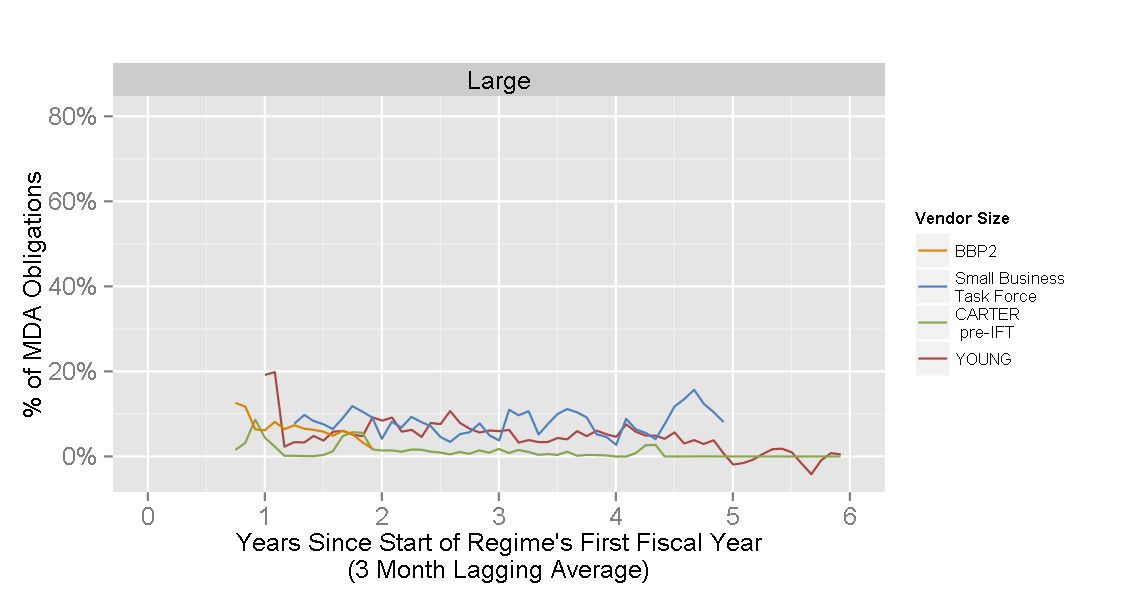 Large
80%
60%
40%
20%
0%
% of MDA Obligations
0 1 2 3 4 5 6
Years Since Start of Regime's First Fiscal Year
(3 Month Lagging Average)
Vendor Size
BBP2
Small Business
Task Force
CARTER
pre-IFT
YOUNG